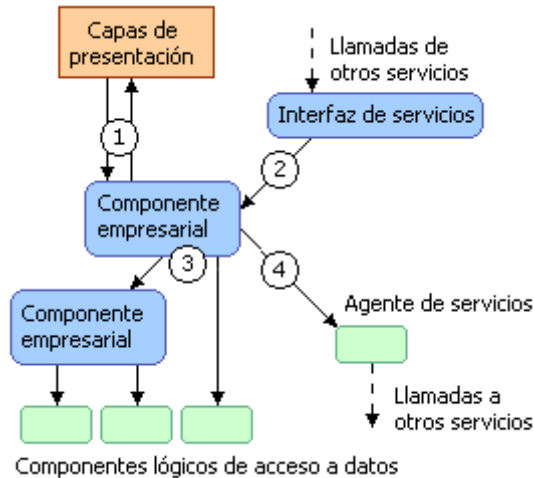 Capas de
presentación
Llamadas de
otros servicios
Interfaz de servicios
1
2
Componente
empresarial
3
4
Componente
empresarial
Agente de servicios
Llamadas a
otros servicios
Componentes lógicos de acceso a datos